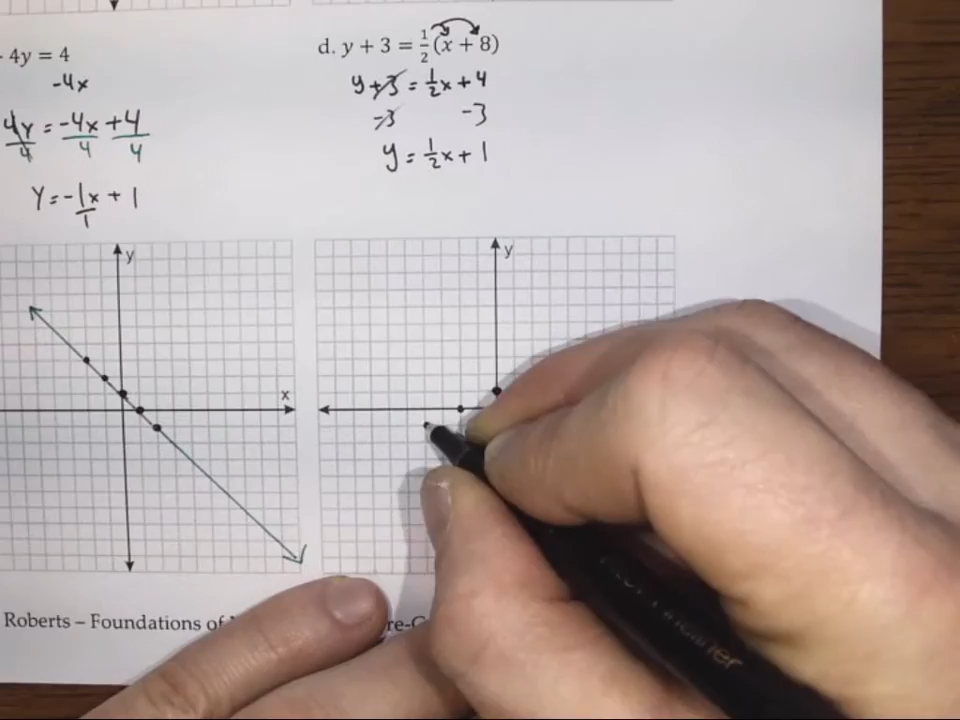 - 4y = 4
-4x
4y = -4x + 4
4 4 4
Y = -1x + 1
1
d. y + 3 = 1/2(x + 8)
y + 3 = 1/2x + 4
-3 -3
y = 1/2x + 1
y
x
y
Roberts – Foundations of